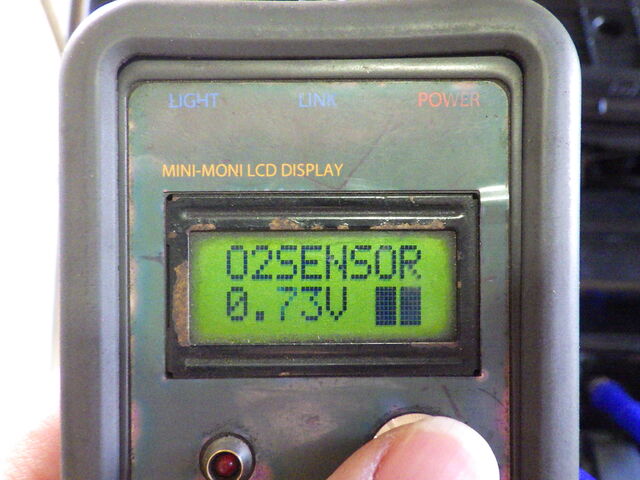 LIGHT LINK POWER
MINI-MONI LCD DISPLAY
O2SENSOR
0.73V